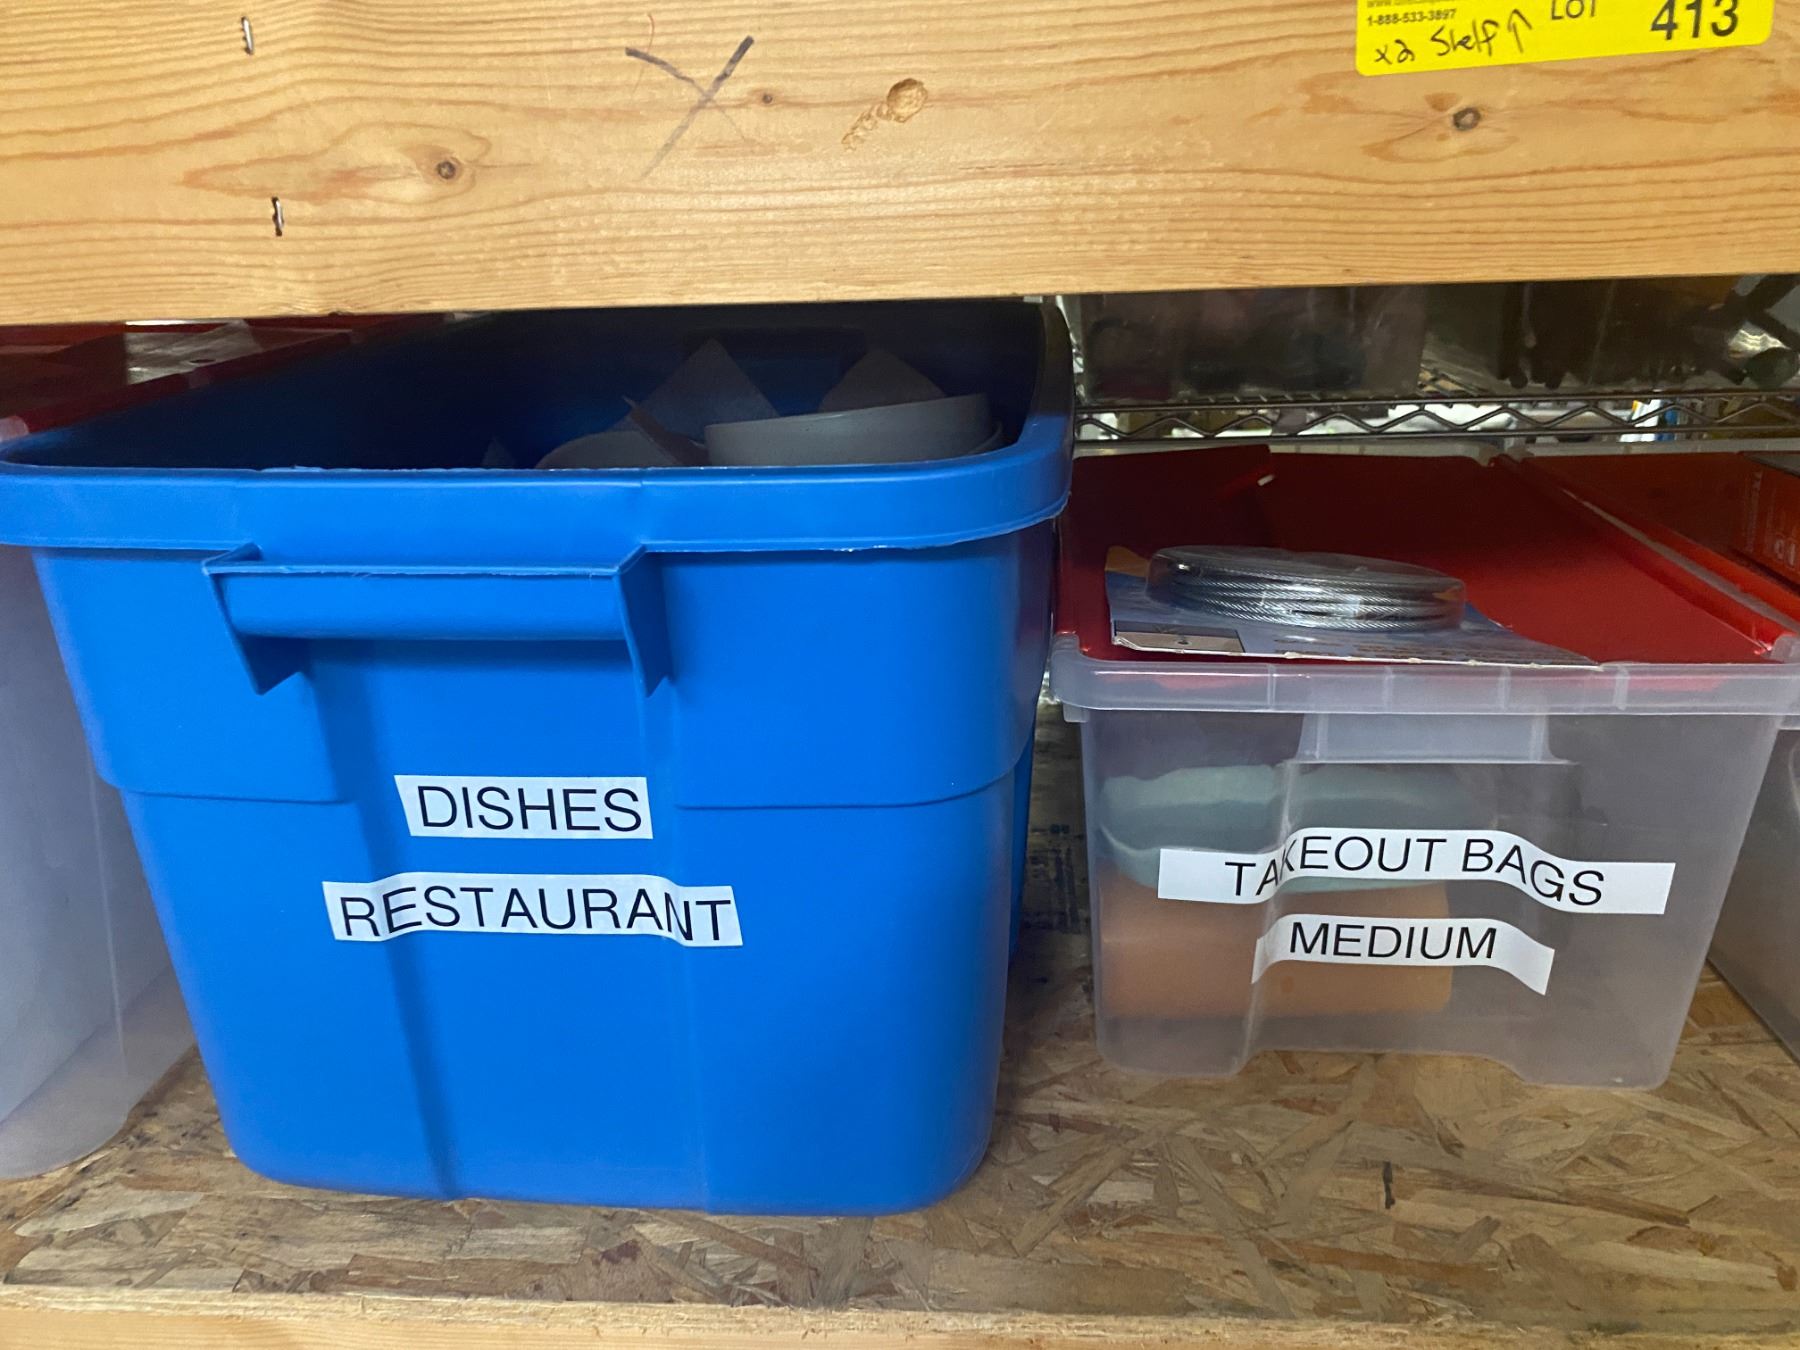 1-888-533-3897
x2 Shelf ↑ LOT 413
DISHES
RESTAURANT
TAKEOUT BAGS
MEDIUM